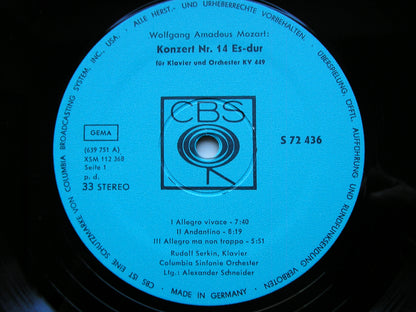 · ALLE HERST.- UND URHEBERRECHTE VORBEHALTEN · ÜBERSPIELUNG, ÖFFTL. AUFFÜHRUNG UND RUNDFUNKSENDUNG VERBOTEN
CBS IST EINE SCHUTZMARKE VON COLUMBIA BROADCASTING SYSTEM, INC., USA.
Wolfgang Amadeus Mozart:
Konzert Nr. 14 Es-dur
für Klavier und Orchester KV 449
CBS
GEMA
(639 751 A)
XSM 112 368
Seite 1
p. d.
33 STEREO
S 72 436
I Allegro vivace - 7:40
II Andantino - 6:19
III Allegro ma non troppo - 5:51
Rudolf Serkin, Klavier
Columbia Sinfonie Orchester
Ltg.: Alexander Schneider
· MADE IN GERMANY ·